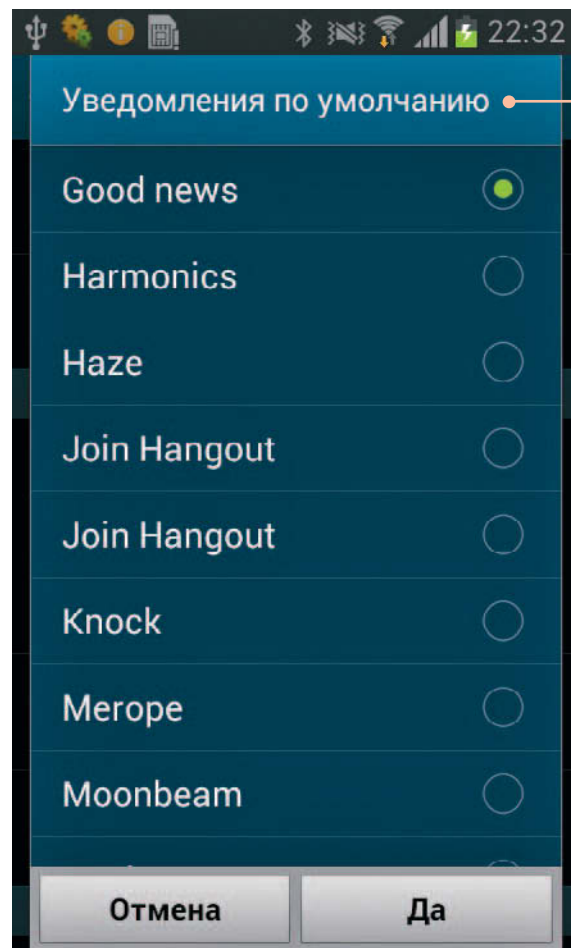 22:32
Уведомления по умолчанию
Good news
Harmonics
Haze
Join Hangout
Join Hangout
Knock
Merope
Moonbeam
Отмена Да